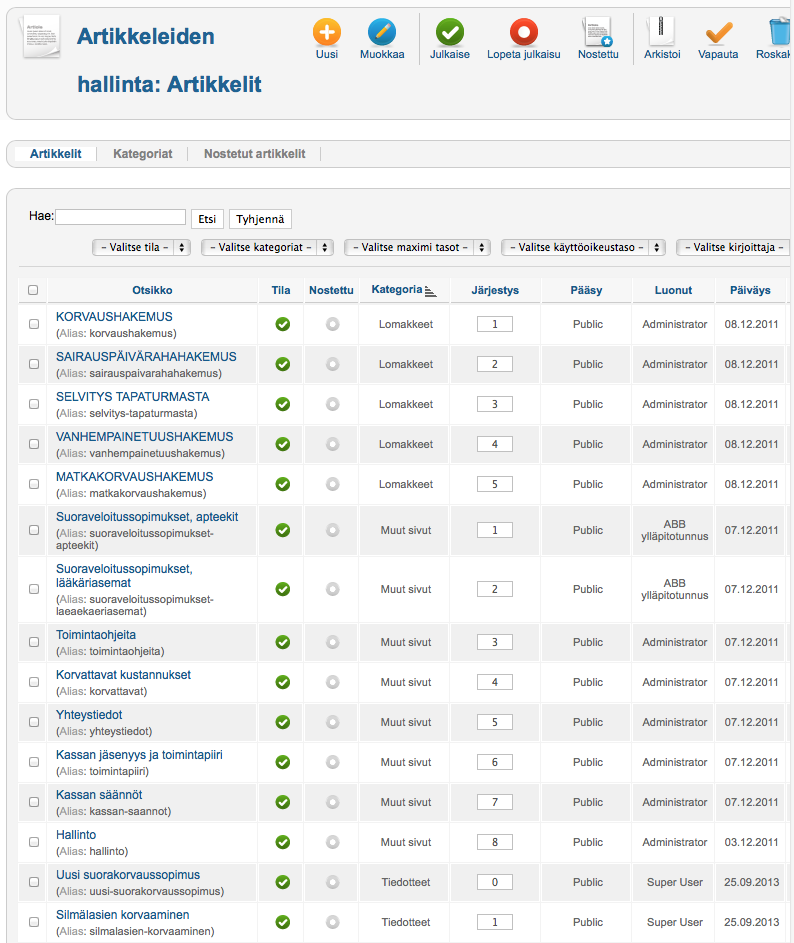 Artikkeleiden
hallinta: Artikkelit
Uusi Muokkaa Julkaise Lopeta julkaisu Nostettu Arkistoi Vapauta Roskak
Artikkelit Kategoriat Nostetut artikkelit
Hae: Etsi Tyhjennä
- Valitse tila - - Valitse kategoriat - - Valitse maximi tasot - - Valitse käyttöoikeustaso - - Valitse kirjoittaja -
Otsikko Tila Nostettu Kategoria Järjestys Pääsy Luonut Päiväys
KORVAUSHAKEMUS
(Alias: korvaushakemus) Lomakkeet 1 Public Administrator 08.12.2011
SAIRAUSPÄIVÄRAHAHAKEMUS
(Alias: sairauspaivarahahakemus) Lomakkeet 2 Public Administrator 08.12.2011
SELVITYS TAPATURMASTA
(Alias: selvitys-tapaturmasta) Lomakkeet 3 Public Administrator 08.12.2011
VANHEMPAINETUUSHAKEMUS
(Alias: vanhempainetuushakemus) Lomakkeet 4 Public Administrator 08.12.2011
MATKAKORVAUSHAKEMUS
(Alias: matkakorvaushakemus) Lomakkeet 5 Public Administrator 08.12.2011
Suoraveloitussopimukset, apteekit
(Alias: suoraveloitussopimukset-
apteekit) Muut sivut 1 Public ABB ylläpitotunnus 07.12.2011
Suoraveloitussopimukset,
lääkäriasemat
(Alias: suoraveloitussopimukset-
laeaekaeriasemat) Muut sivut 2 Public ABB ylläpitotunnus 07.12.2011
Toimintaohjeita
(Alias: toimintaohjeita) Muut sivut 3 Public Administrator 07.12.2011
Korvattavat kustannukset
(Alias: korvattavat) Muut sivut 4 Public Administrator 07.12.2011
Yhteystiedot
(Alias: yhteystiedot) Muut sivut 5 Public Administrator 07.12.2011
Kassan jäsenyys ja toimintapiiri
(Alias: toimintapiiri) Muut sivut 6 Public Administrator 07.12.2011
Kassan säännöt
(Alias: kassan-saannot) Muut sivut 7 Public Administrator 07.12.2011
Hallinto
(Alias: hallinto) Muut sivut 8 Public Administrator 03.12.2011
Uusi suorakorvaussopimus
(Alias: uusi-suorakorvaussopimus) Tiedotteet 0 Public Super User 25.09.2013
Silmälasien korvaaminen
(Alias: silmalasien-korvaaminen) Tiedotteet 1 Public Super User 25.09.2013